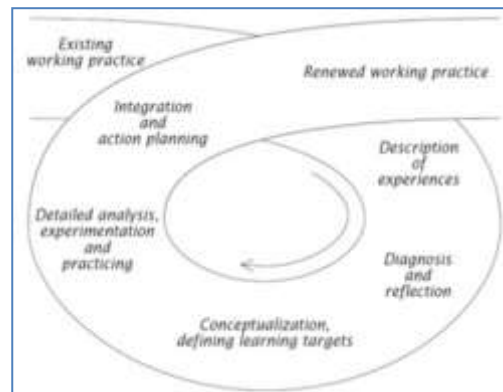 Existing
working practice
Renewed working practice
Integration
and
action planning
Description
of
experiences
Detailed analysis,
experimentation
and
practicing
Diagnosis
and
reflection
Conceptualization,
defining learning targets